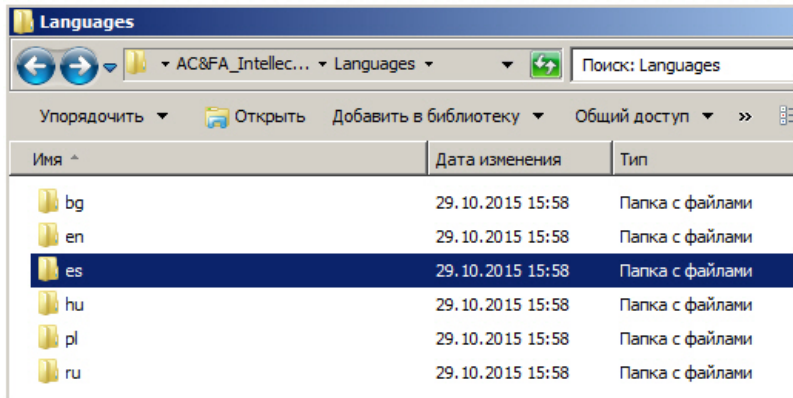 Languages
AC&FA_Intellec... Languages Поиск: Languages
Упорядочить Открыть Добавить в библиотеку Общий доступ »
Имя Дата изменения Тип
bg 29.10.2015 15:58 Папка с файлами
en 29.10.2015 15:58 Папка с файлами
es 29.10.2015 15:58 Папка с файлами
hu 29.10.2015 15:58 Папка с файлами
pl 29.10.2015 15:58 Папка с файлами
ru 29.10.2015 15:58 Папка с файлами